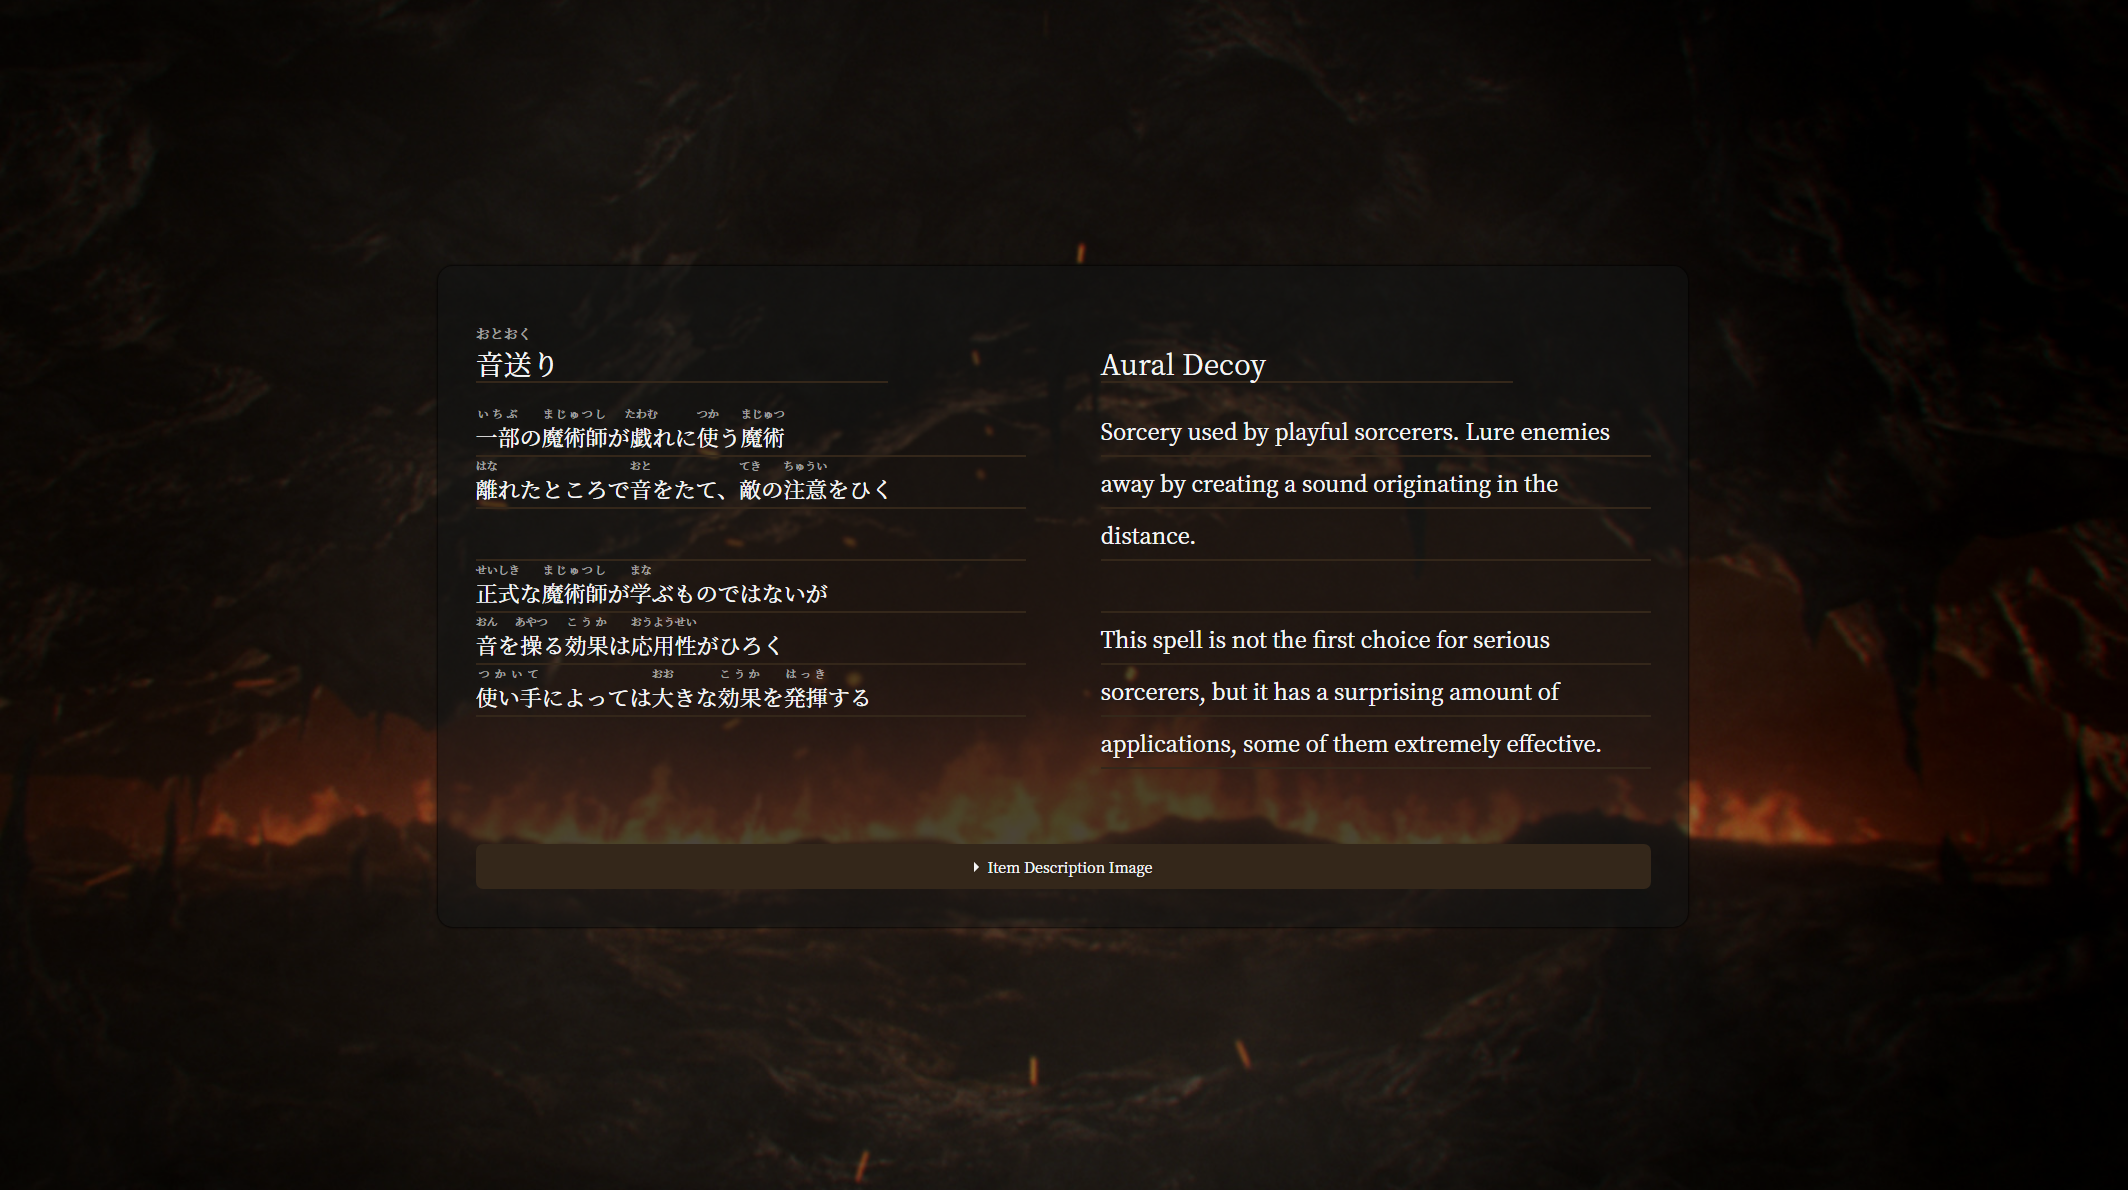 おとおく
音送り
いちぶ まじゅつし たわむ つか まじゅつ
一部の魔術師が戯れに使う魔術
はな おと てき ちゅうい
離れたところで音をたて、敵の注意をひく
せいしき まじゅつし まな
正式な魔術師が学ぶものではないが
おん あやつ こうか おうようせい
音を操る効果は応用性がひろく
つかいて おお こうか はっき
使い手によっては大きな効果を発揮する
Aural Decoy
Sorcery used by playful sorcerers. Lure enemies
away by creating a sound originating in the
distance.
This spell is not the first choice for serious
sorcerers, but it has a surprising amount of
applications, some of them extremely effective.
Item Description Image